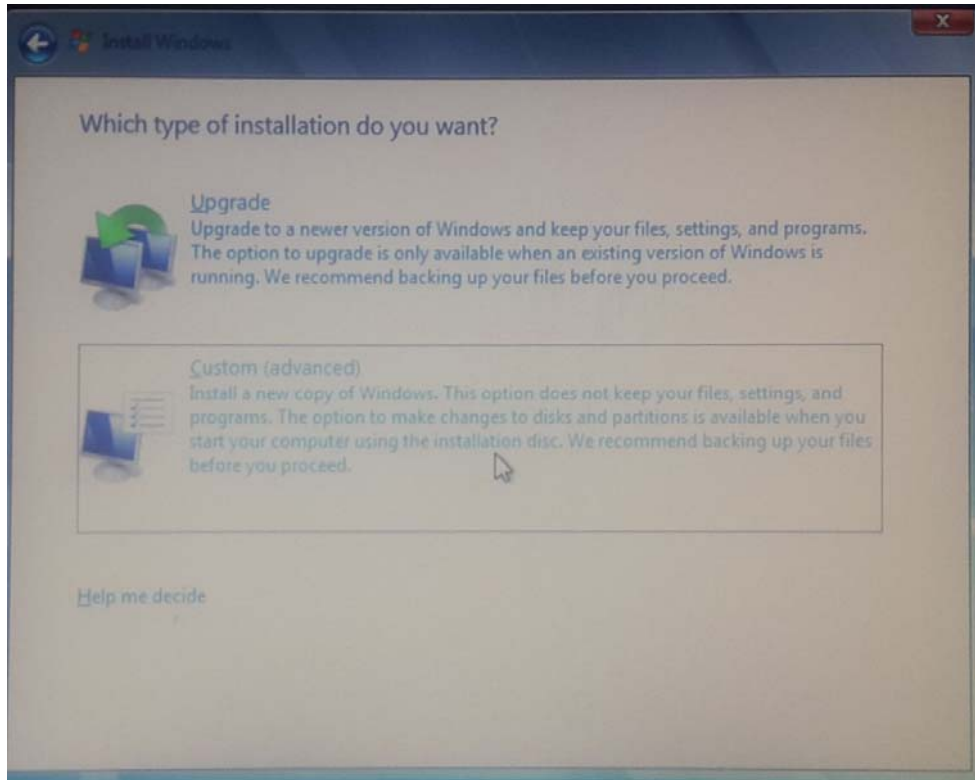 Install Windows
X
Which type of installation do you want?
Upgrade
Upgrade to a newer version of Windows and keep your files, settings, and programs.
The option to upgrade is only available when an existing version of Windows is
running. We recommend backing up your files before you proceed.
Custom (advanced)
Install a new copy of Windows. This option does not keep your files, settings, and
programs. The option to make changes to disks and partitions is available when you
start your computer using the installation disc. We recommend backing up your files
before you proceed.
Help me decide